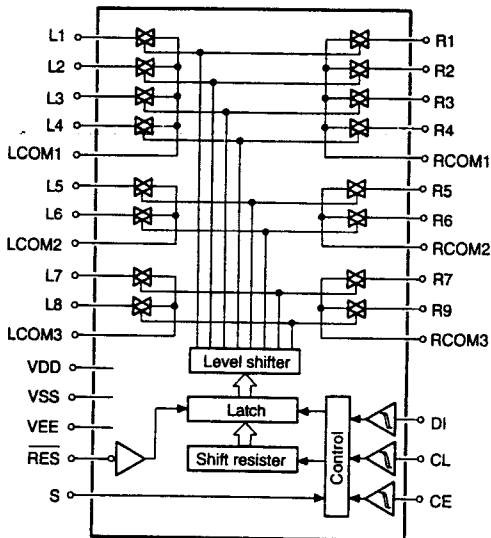 L1
L2
L3
L4
LCOM1
L5
L6
LCOM2
L7
L8
LCOM3
VDD
VSS
VEE
RES
S
R1
R2
R3
R4
RCOM1
R5
R6
RCOM2
R7
R9
RCOM3
DI
CL
CE
Level shifter
Latch
Shift resister
Control